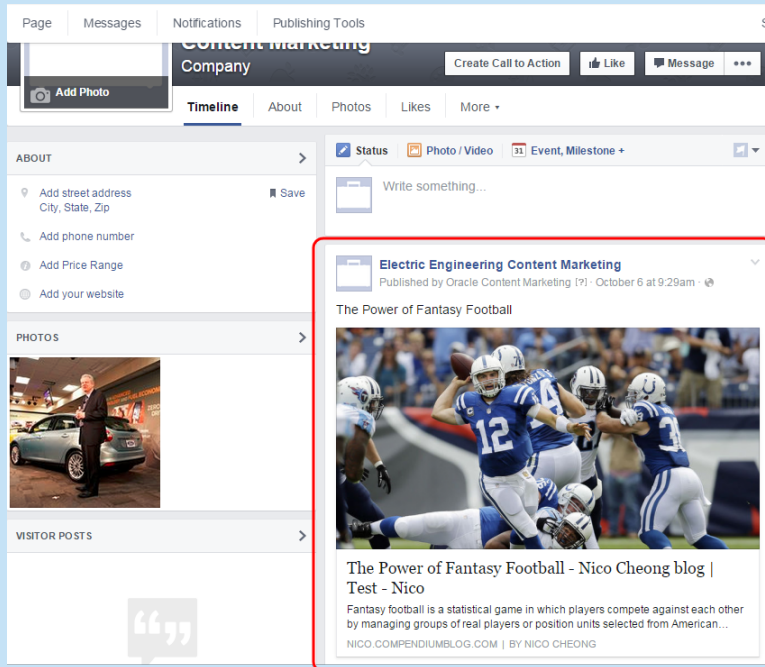 Page Messages Notifications Publishing Tools
Content Marketing
Company
Create Call to Action Like Message
Add Photo
Timeline About Photos Likes More
ABOUT
Add street address
City, State, Zip
Save
Add phone number
Add Price Range
Add your website
PHOTOS
VISITOR POSTS
Status Photo / Video 31 Event, Milestone +
Write something...
Electric Engineering Content Marketing
Published by Oracle Content Marketing [?] · October 6 at 9:29am ·
The Power of Fantasy Football
12
The Power of Fantasy Football - Nico Cheong blog |
Test - Nico
Fantasy football is a statistical game in which players compete against each other
by managing groups of real players or position units selected from American...
NICO.COMPENDIUMBLOG.COM | BY NICO CHEONG